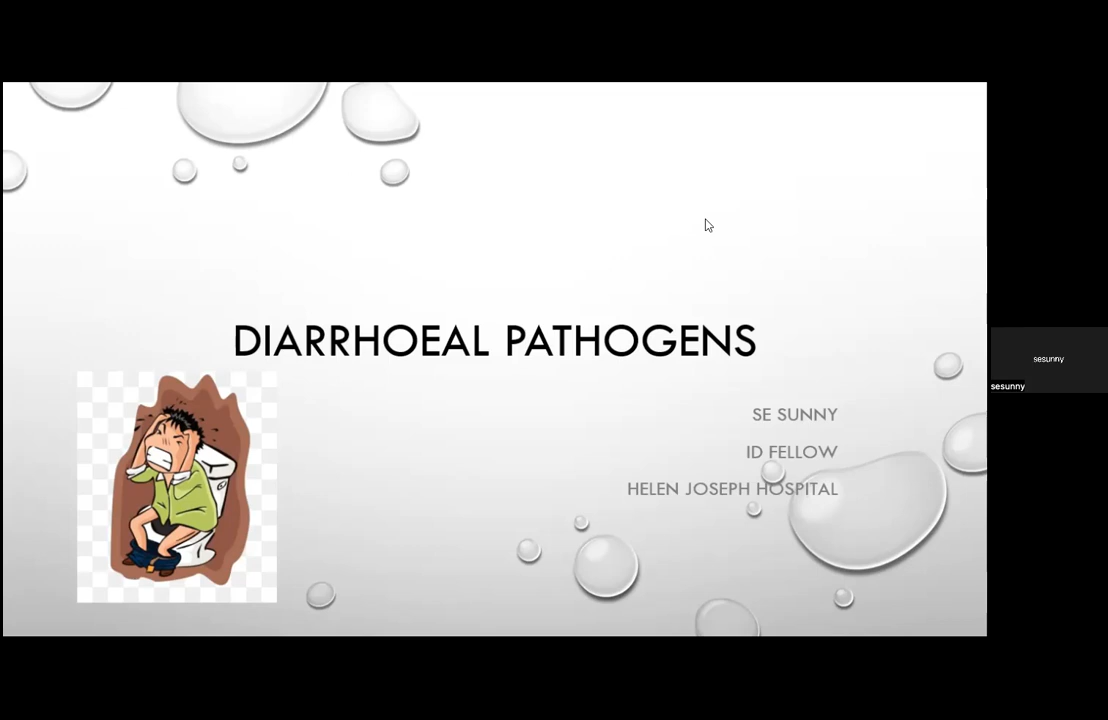 DIARRHOEAL PATHOGENS
SE SUNNY
ID FELLOW
HELEN JOSEPH HOSPITAL
sesunny
sesunny